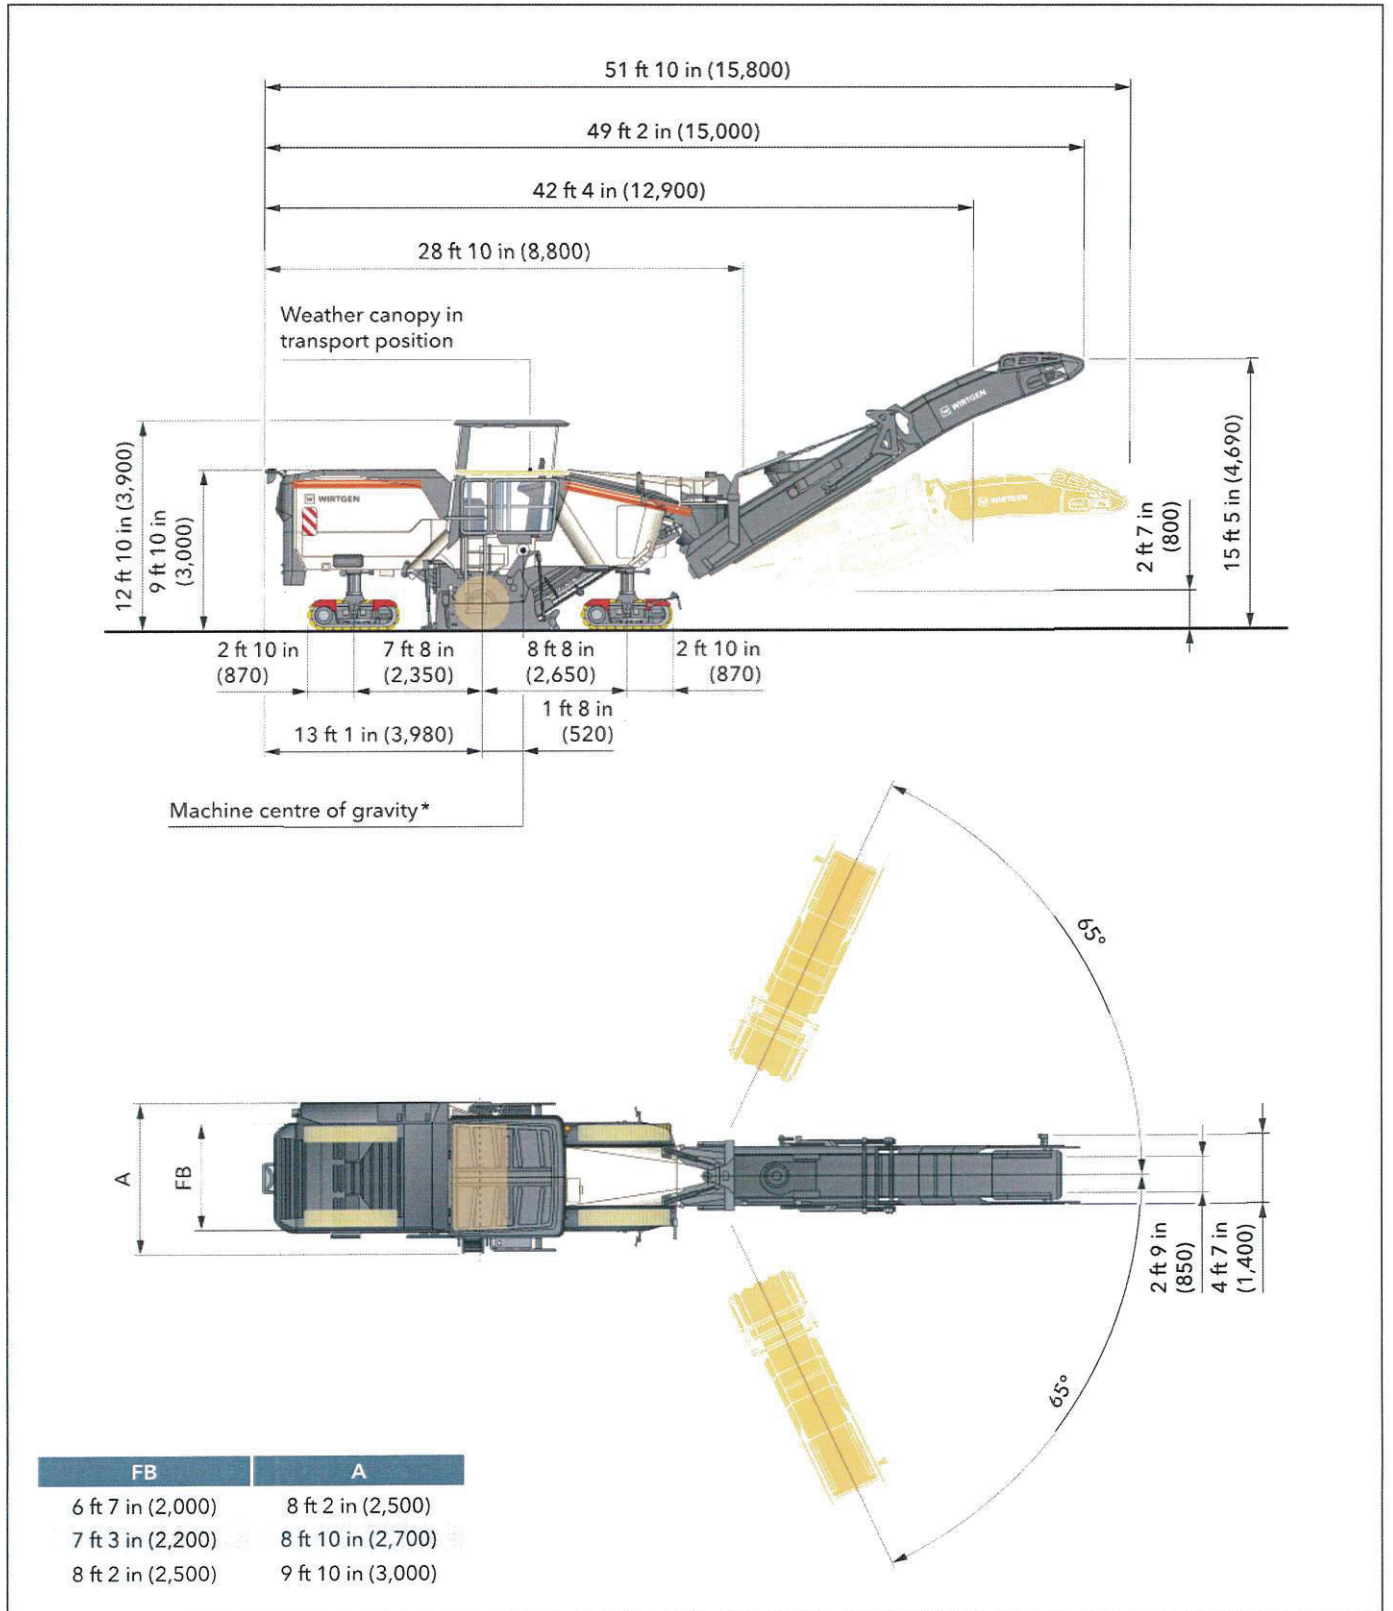 51 ft 10 in (15,800)
49 ft 2 in (15,000)
42 ft 4 in (12,900)
28 ft 10 in (8,800)
Weather canopy in
transport position
W WIRTGEN
W WIRTGEN
W WIRTGEN
12 ft 10 in (3,900)
9 ft 10 in
(3,000)
2 ft 7 in
(800)
15 ft 5 in (4,690)
2 ft 10 in
(870)
7 ft 8 in
(2,350)
8 ft 8 in
(2,650)
2 ft 10 in
(870)
1 ft 8 in
(520)
13 ft 1 in (3,980)
Machine centre of gravity*
65°
A
FB
2 ft 9 in
(850)
4 ft 7 in
(1,400)
65°
FB A
6 ft 7 in (2,000) 8 ft 2 in (2,500)
7 ft 3 in (2,200) 8 ft 10 in (2,700)
8 ft 2 in (2,500) 9 ft 10 in (3,000)